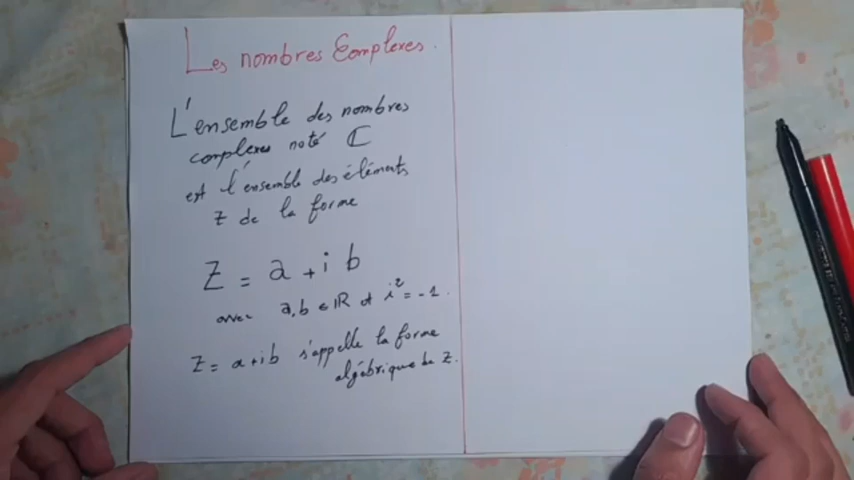 Les nombres Complexes.
L'ensemble des nombres
complexes noté ℂ
est l'ensemble des éléments
z de la forme
Z = a + i b
avec a, b ∈ ℝ et i² = -1.
Z = a + ib s'appelle la forme
algébrique de z.